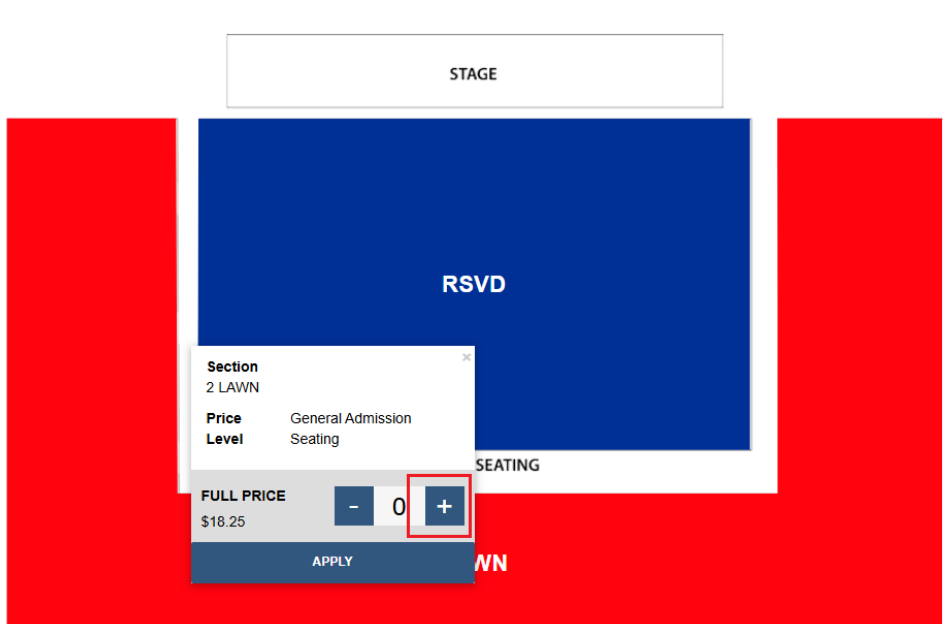 STAGE
RSVD
×
Section
2 LAWN
Price General Admission
Level Seating
SEATING
FULL PRICE
$18.25
- 0 +
APPLY
WN